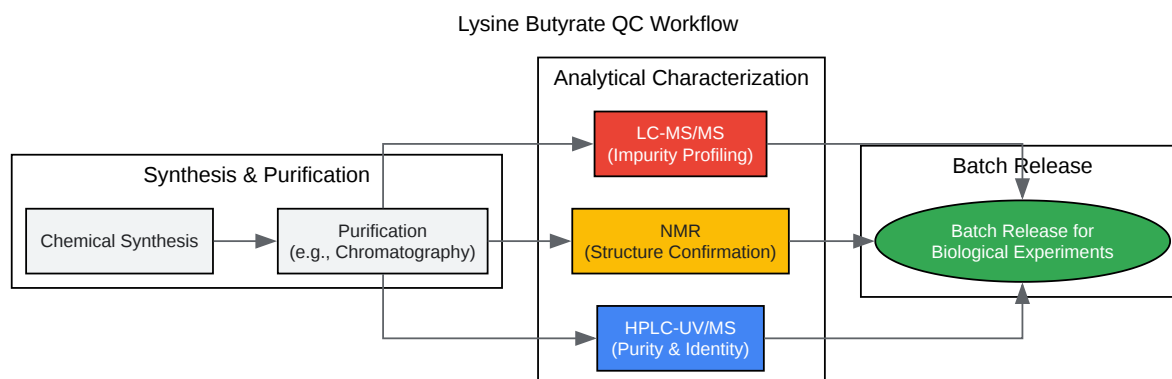 Lysine Butyrate QC Workflow
Synthesis & Purification
Chemical Synthesis
Purification
(e.g., Chromatography)
Analytical Characterization
LC-MS/MS
(Impurity Profiling)
NMR
(Structure Confirmation)
HPLC-UV/MS
(Purity & Identity)
Batch Release
Batch Release for
Biological Experiments